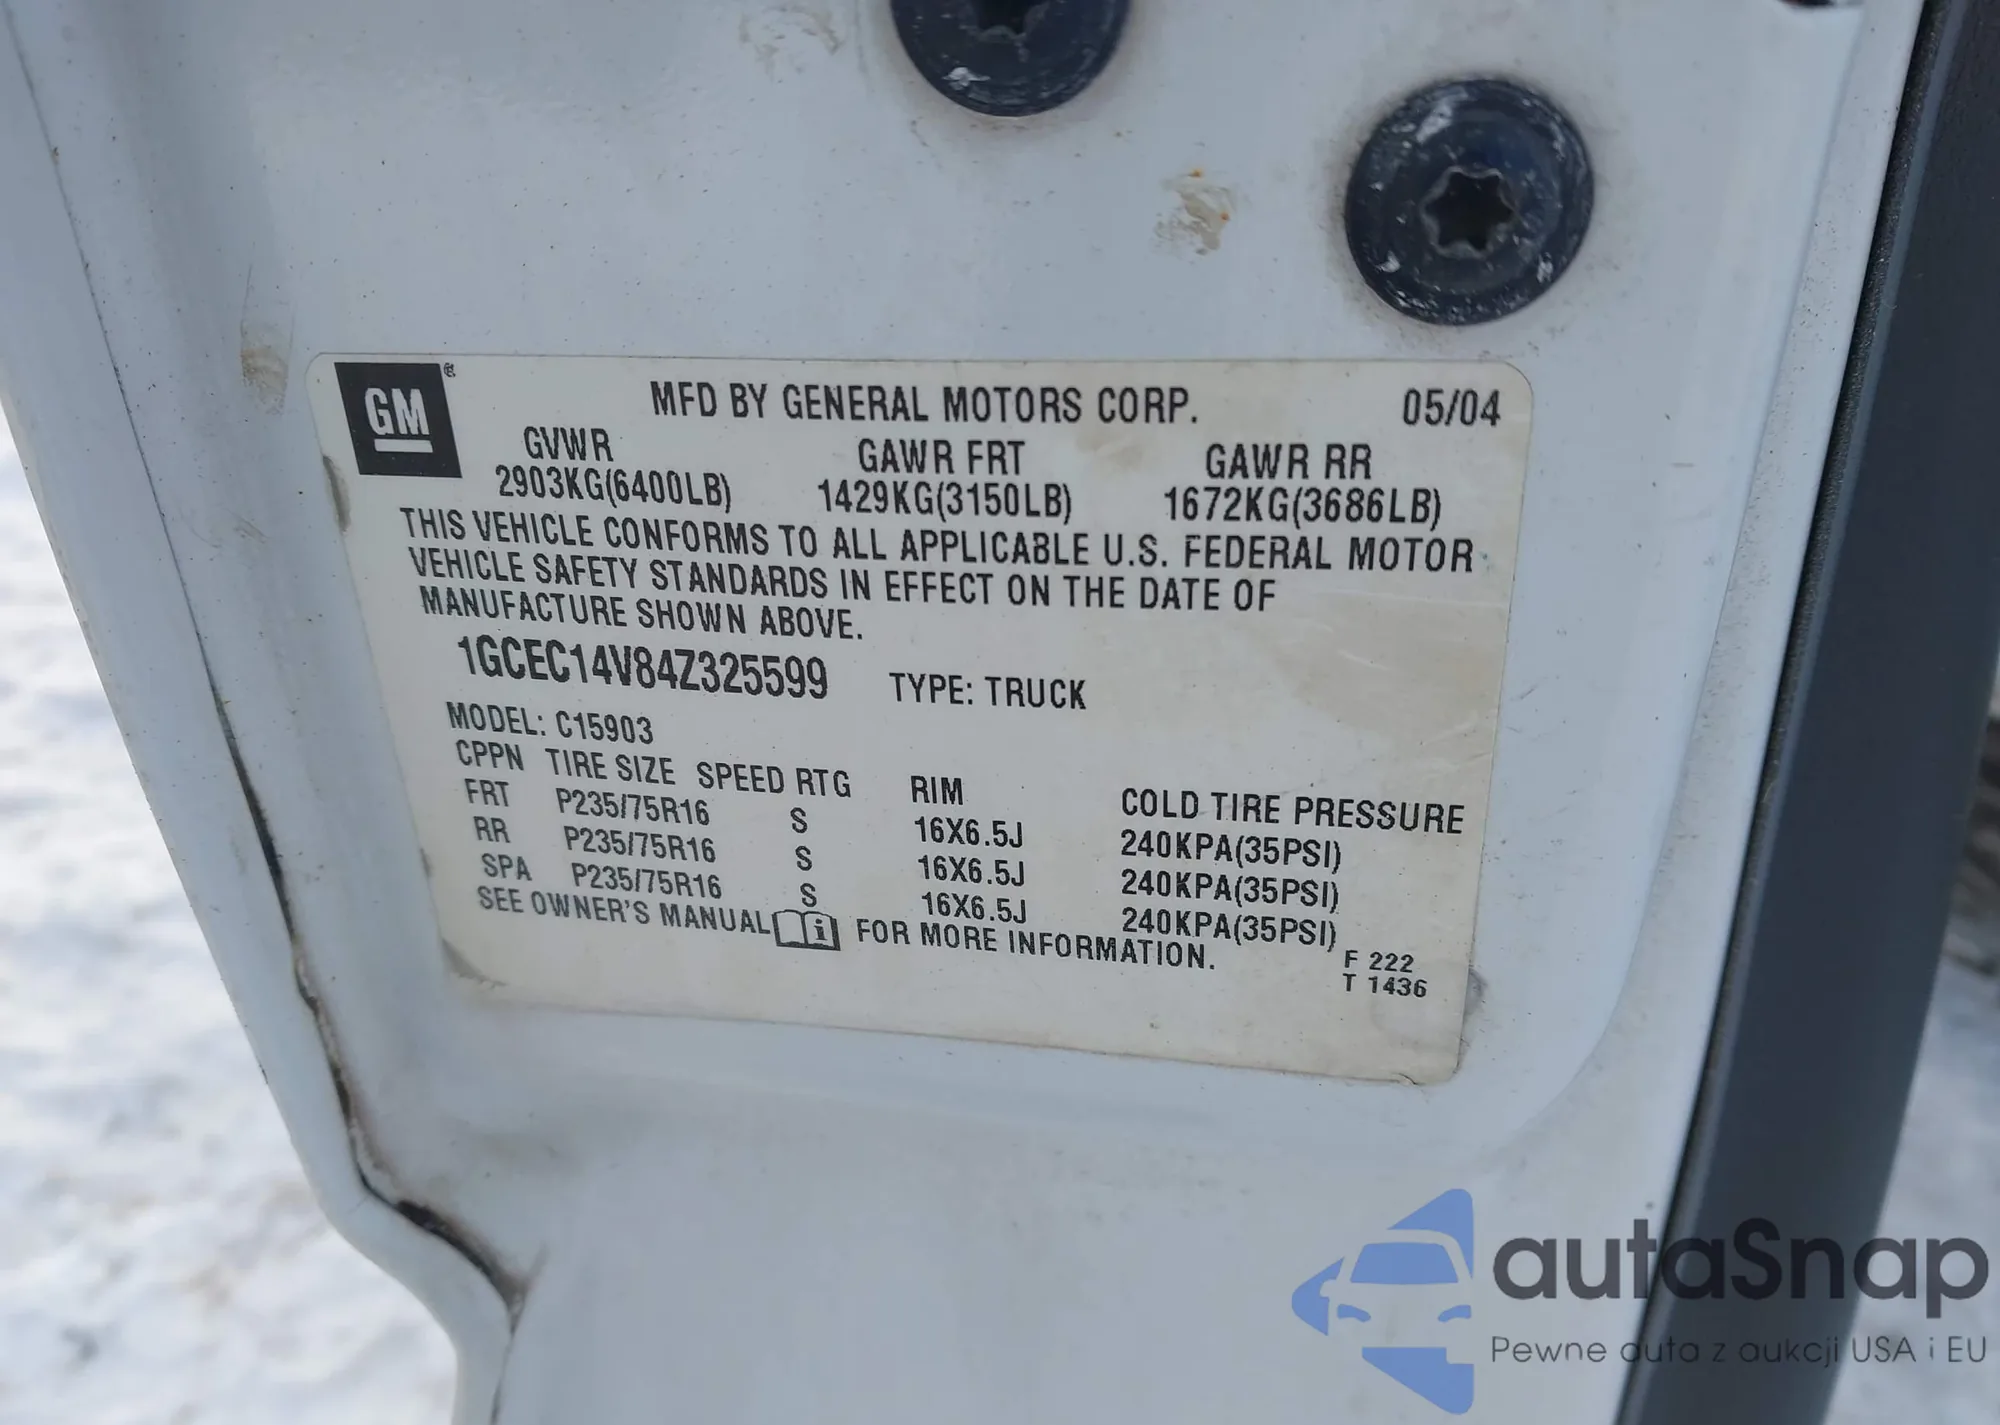 GM ®
MFD BY GENERAL MOTORS CORP. 05/04
GVWR GAWR FRT GAWR RR
2903KG(6400LB) 1429KG(3150LB) 1672KG(3686LB)
THIS VEHICLE CONFORMS TO ALL APPLICABLE U.S. FEDERAL MOTOR
VEHICLE SAFETY STANDARDS IN EFFECT ON THE DATE OF
MANUFACTURE SHOWN ABOVE.
1GCEC14V84Z325599 TYPE: TRUCK
MODEL: C15903
CPPN TIRE SIZE SPEED RTG RIM COLD TIRE PRESSURE
FRT P235/75R16 S 16X6.5J 240KPA(35PSI)
RR P235/75R16 S 16X6.5J 240KPA(35PSI)
SPA P235/75R16 S 16X6.5J 240KPA(35PSI)
SEE OWNER'S MANUAL i FOR MORE INFORMATION.
F 222
T 1436
autaSnap
Pewne auta z aukcji USA i EU